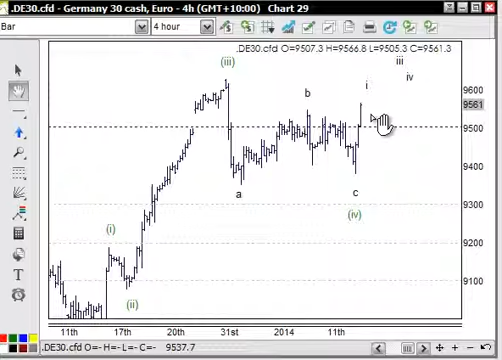 .DE30.cfd - Germany 30 cash, Euro - 4h (GMT+10:00) - Chart 29
Bar
4 hour
.DE30.cfd O=9507.3 H=9566.8 L=9505.3 C=9561.3
iii
(iii)
iv
i
9600
b
9561
9500
9400
a
c
9300
(iv)
(i)
9200
9100
(ii)
11th 17th 20th 31st 2014 11th
.DE30.cfd O=- H=- L=- C=- 9537.7